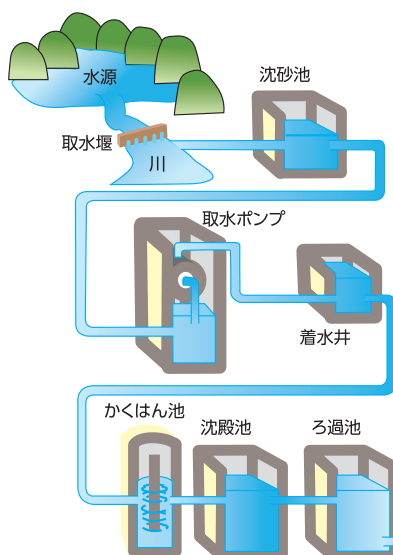 水源
取水堰
川
沈砂池
取水ポンプ
着水井
かくはん池
沈殿池
ろ過池